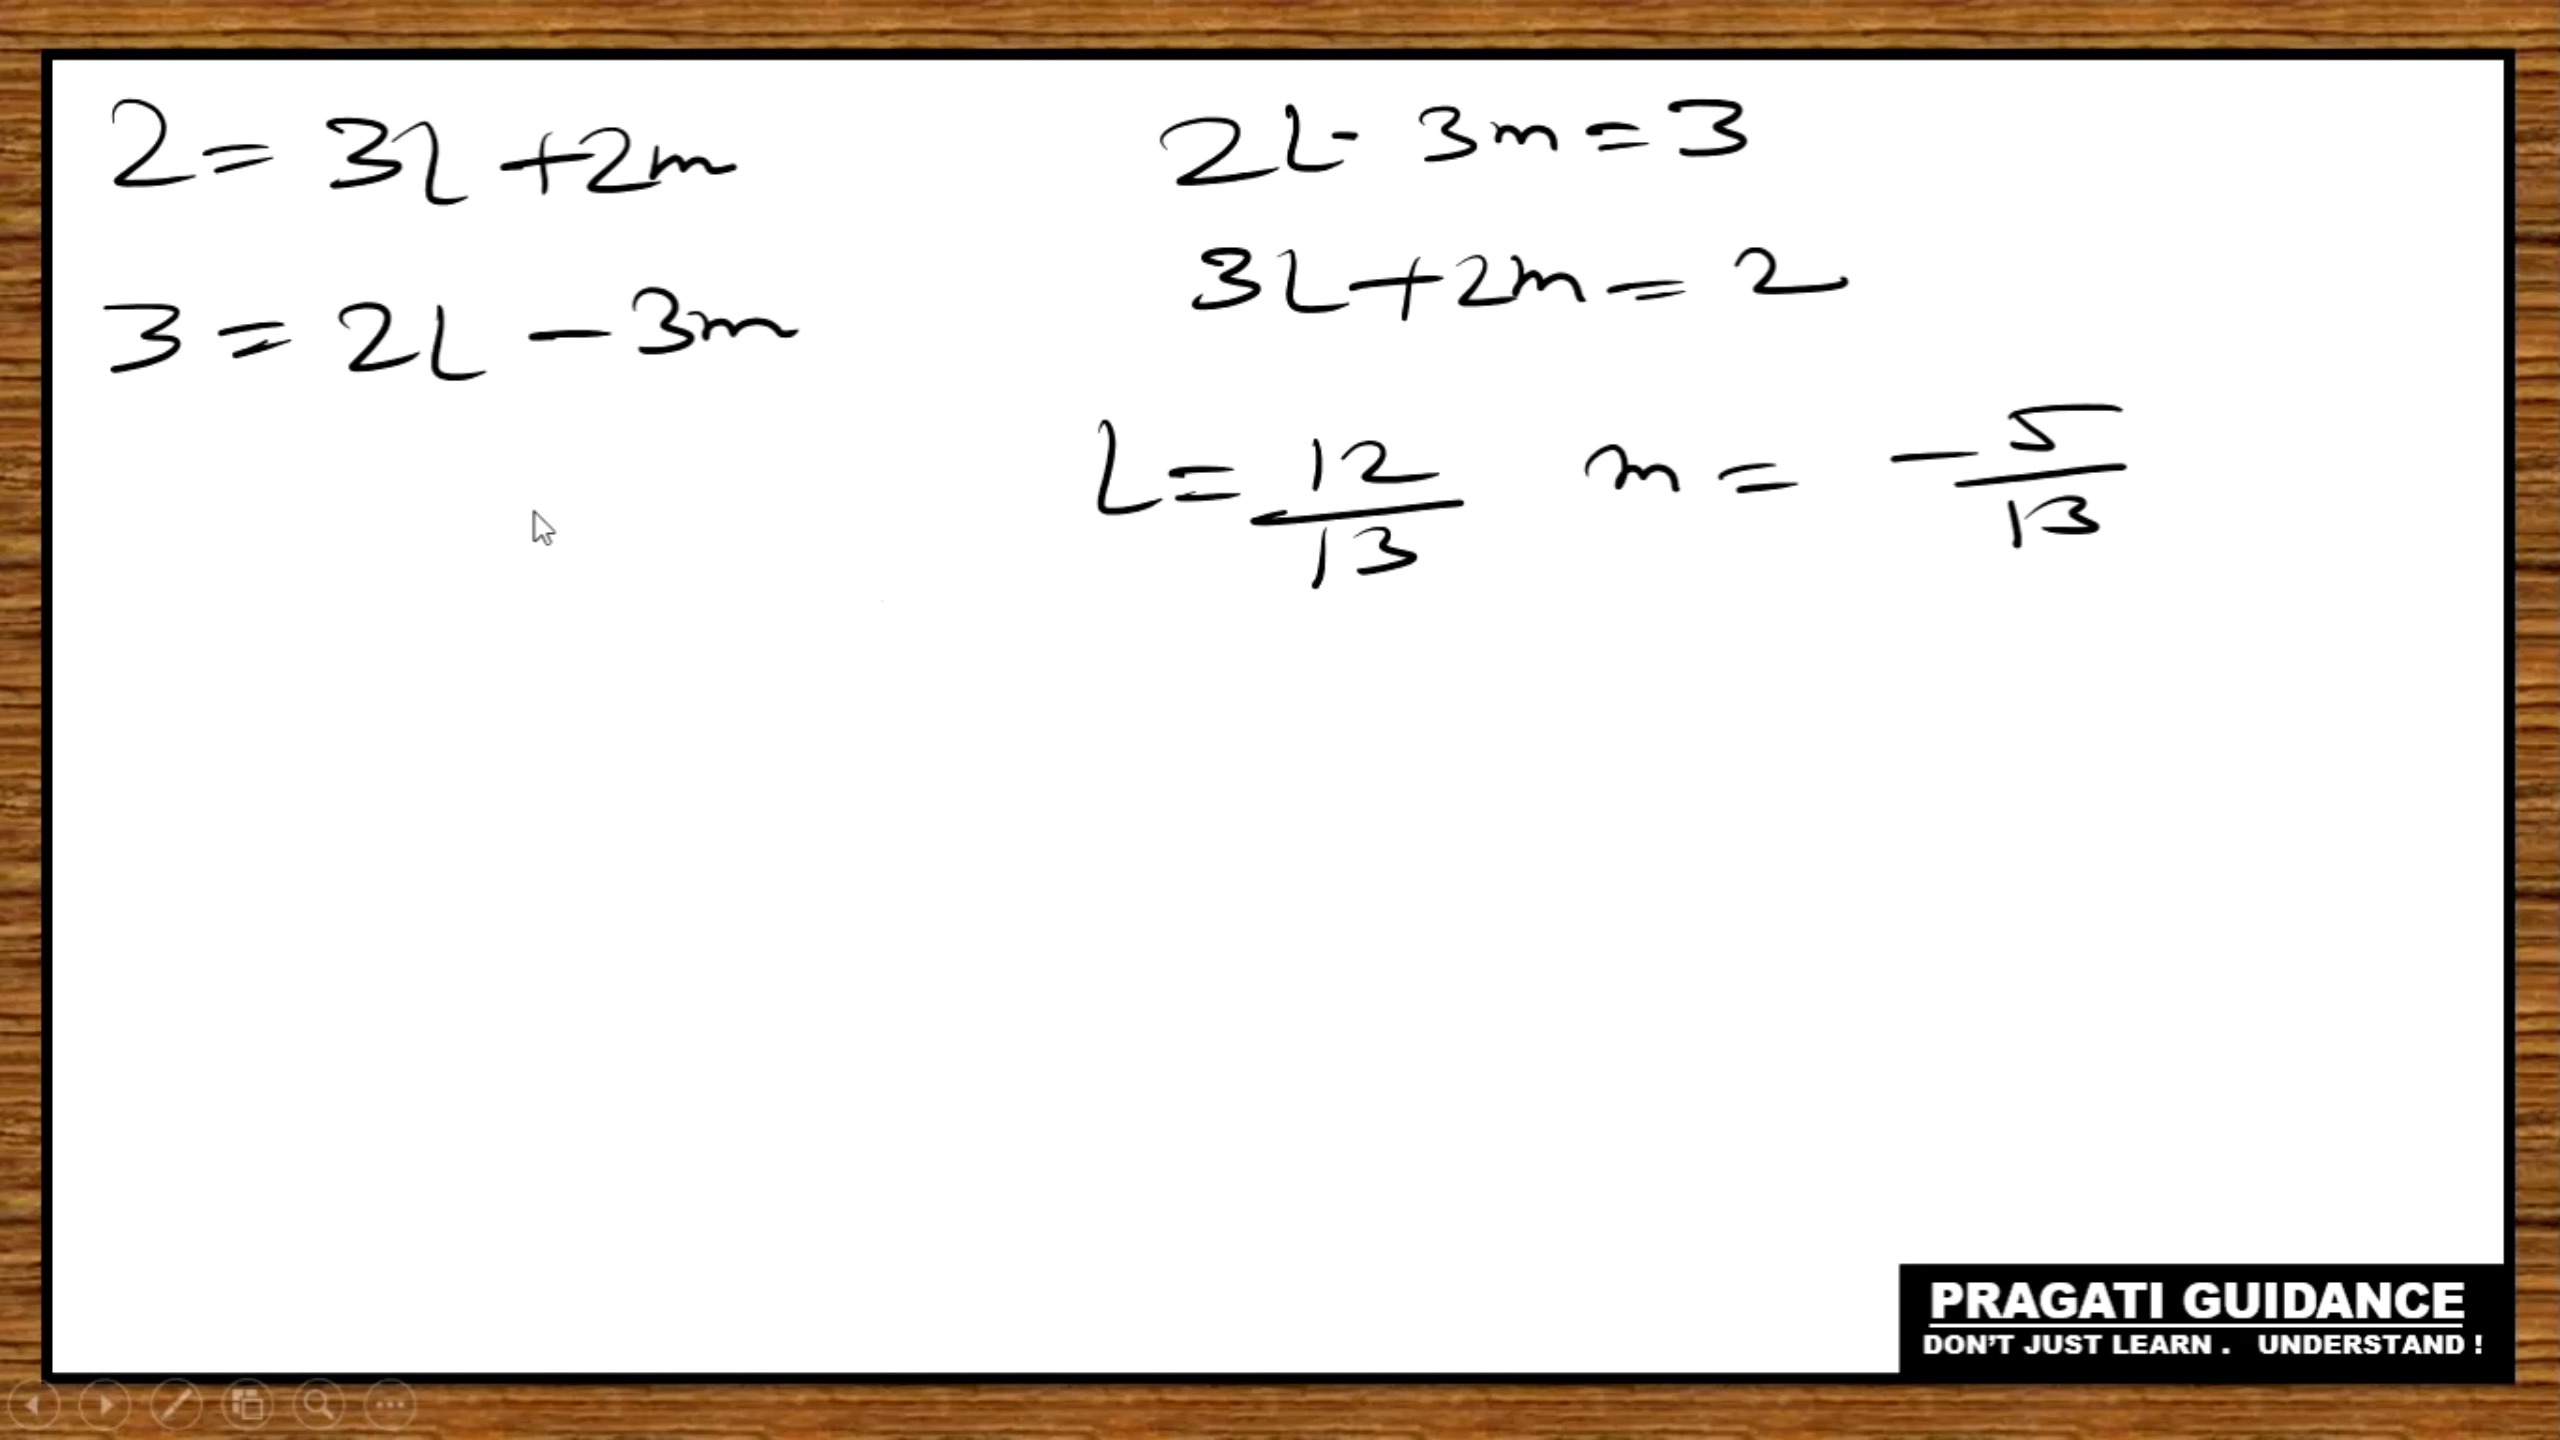 2 = 3l + 2m
3 = 2l - 3m
2l - 3m = 3
3l + 2m = 2
l = 12/13 m = -5/13
PRAGATI GUIDANCE
DON'T JUST LEARN . UNDERSTAND !